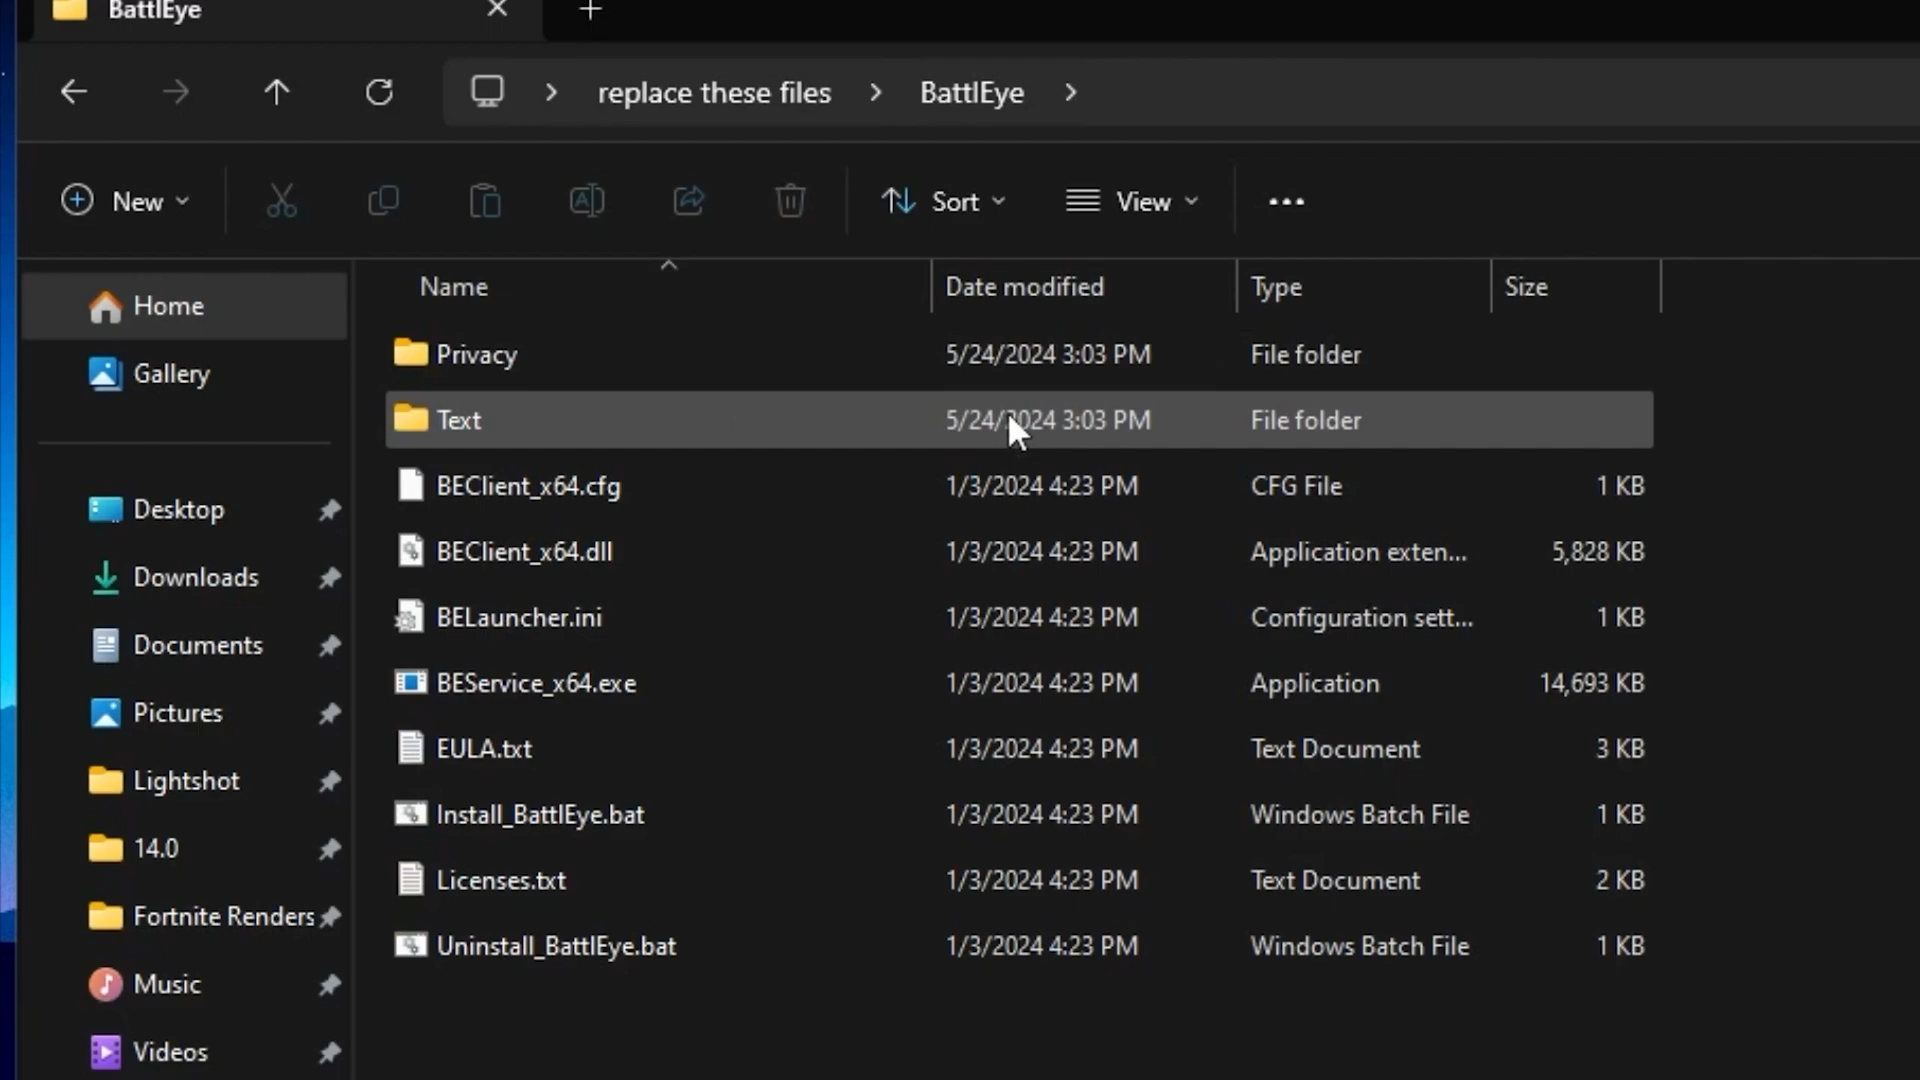 BattlEye
replace these files > BattlEye >
New
Sort
View
Name Date modified Type Size
Home
Gallery
Desktop
Downloads
Documents
Pictures
Lightshot
14.0
Fortnite Renders
Music
Videos
Privacy 5/24/2024 3:03 PM File folder
Text 5/24/2024 3:03 PM File folder
BEClient_x64.cfg 1/3/2024 4:23 PM CFG File 1 KB
BEClient_x64.dll 1/3/2024 4:23 PM Application exten... 5,828 KB
BELauncher.ini 1/3/2024 4:23 PM Configuration sett... 1 KB
BEService_x64.exe 1/3/2024 4:23 PM Application 14,693 KB
EULA.txt 1/3/2024 4:23 PM Text Document 3 KB
Install_BattlEye.bat 1/3/2024 4:23 PM Windows Batch File 1 KB
Licenses.txt 1/3/2024 4:23 PM Text Document 2 KB
Uninstall_BattlEye.bat 1/3/2024 4:23 PM Windows Batch File 1 KB